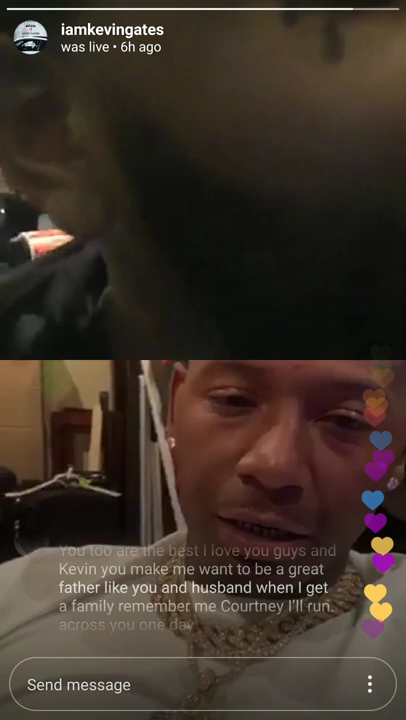 iamkevingates
was live • 6h ago
You too are the best I love you guys and
Kevin you make me want to be a great
father like you and husband when I get
a family remember me Courtney I'll run
across you one day
Send message